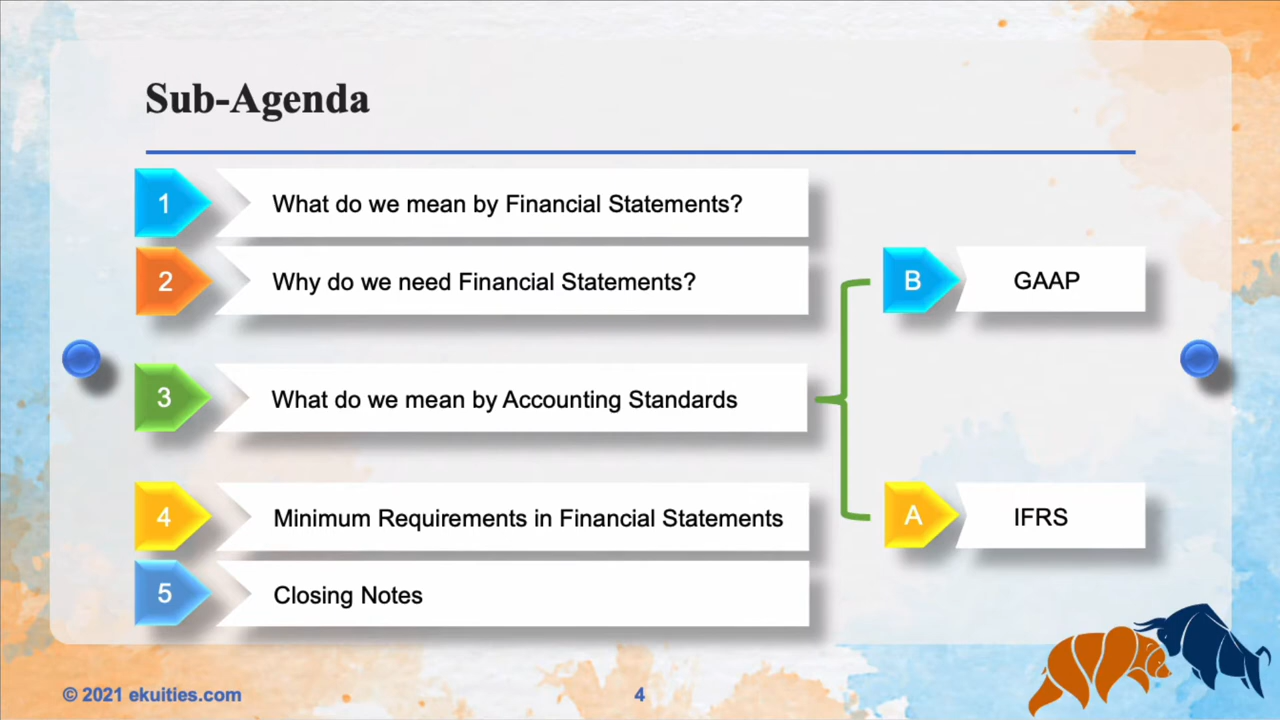 Sub-Agenda
1
What do we mean by Financial Statements?
2
Why do we need Financial Statements?
B
GAAP
3
What do we mean by Accounting Standards
4
Minimum Requirements in Financial Statements
A
IFRS
5
Closing Notes
© 2021 ekuities.com
4